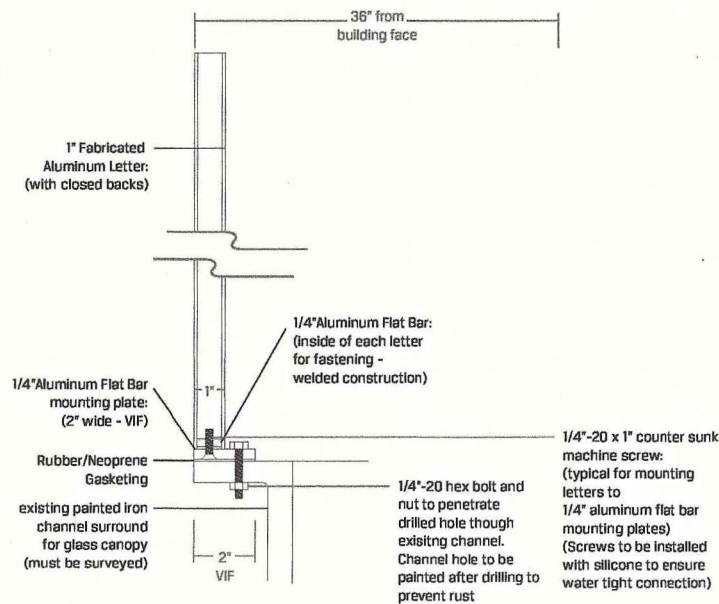 36" from
building face
1" Fabricated
Aluminum Letter:
(with closed backs)
1/4"Aluminum Flat Bar:
(inside of each letter
for fastening -
welded construction)
1"
1/4"Aluminum Flat Bar
mounting plate:
(2" wide - VIF)
Rubber/Neoprene
Gasketing
existing painted iron
channel surround
for glass canopy
(must be surveyed)
2"
VIF
1/4"-20 hex bolt and
nut to penetrate
drilled hole though
exisitng channel.
Channel hole to be
painted after drilling to
prevent rust
1/4"-20 x 1" counter sunk
machine screw:
(typical for mounting
letters to
1/4" aluminum flat bar
mounting plates)
(Screws to be installed
with silicone to ensure
water tight connection)